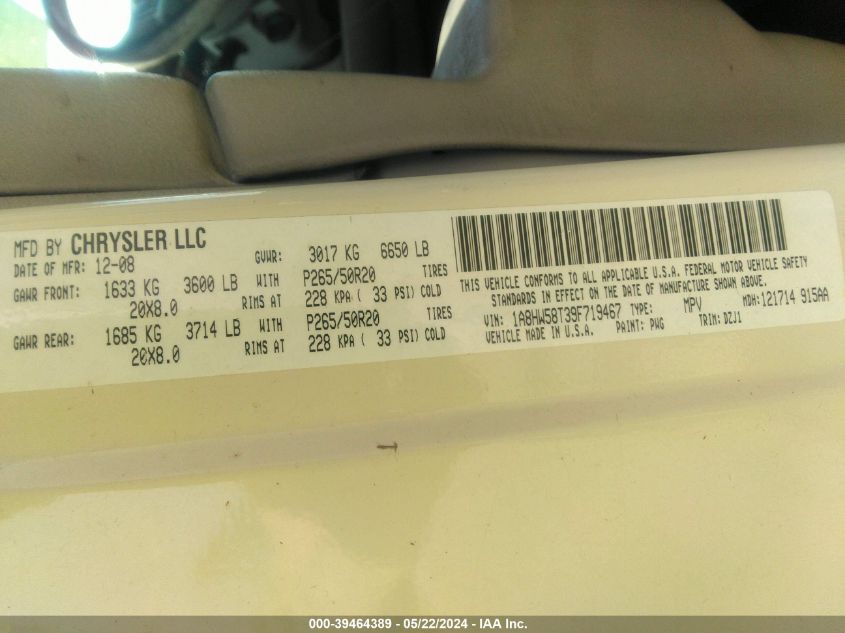 MFD BY CHRYSLER LLC
DATE OF MFR: 12-08 GVWR: 3017 KG 6650 LB
GAWR FRONT: 1633 KG 3600 LB WITH P265/50R20 TIRES
20X8.0 RIMS AT 228 KPA ( 33 PSI) COLD
GAWR REAR: 1685 KG 3714 LB WITH P265/50R20 TIRES
20X8.0 RIMS AT 228 KPA ( 33 PSI) COLD
THIS VEHICLE CONFORMS TO ALL APPLICABLE U.S.A. FEDERAL MOTOR VEHICLE SAFETY
STANDARDS IN EFFECT ON THE DATE OF MANUFACTURE SHOWN ABOVE.
VIN: 1A8HW58T39F719467 TYPE: MPV MDH:121714 915AA
VEHICLE MADE IN U.S.A. PAINT: PWG TRIM: DZJ1
000-39464389 - 05/22/2024 - IAA Inc.